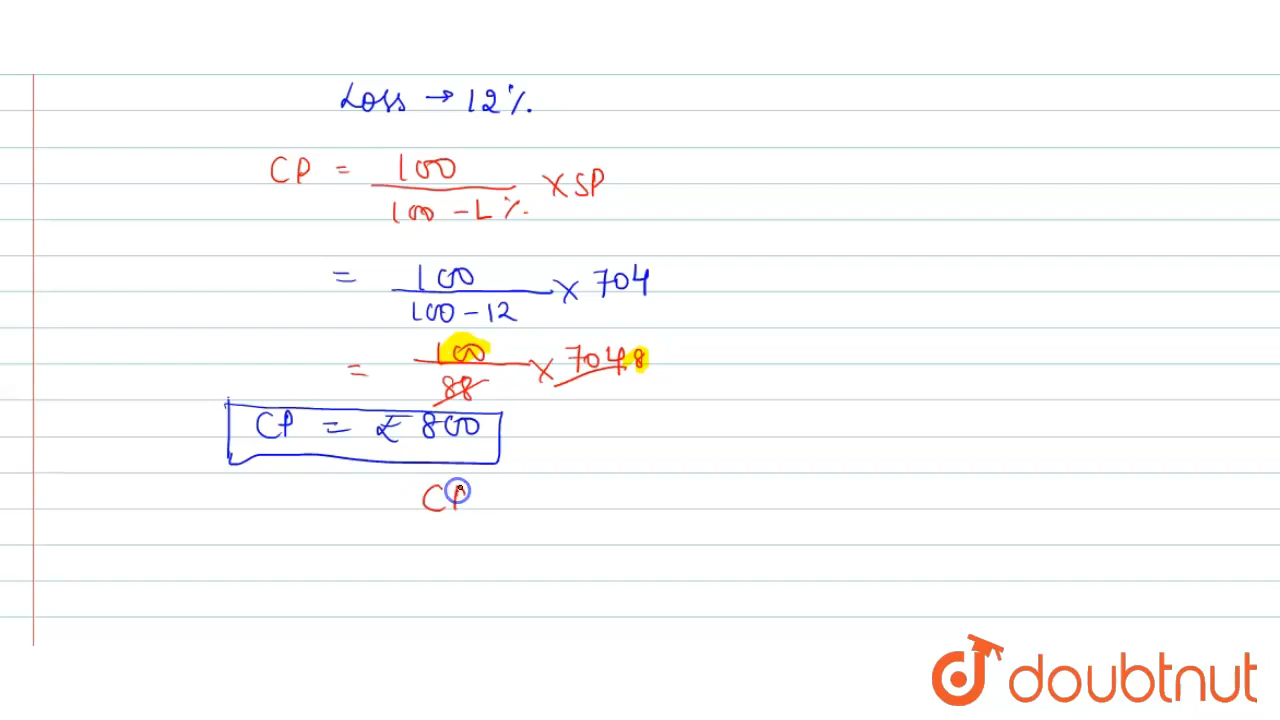 Loss → 12%.
CP = 100 / 100 - L% × SP
= 100 / 100 - 12 × 704
= 100 / 88 × 704 8
CP = ₹ 800
CP
doubtnut